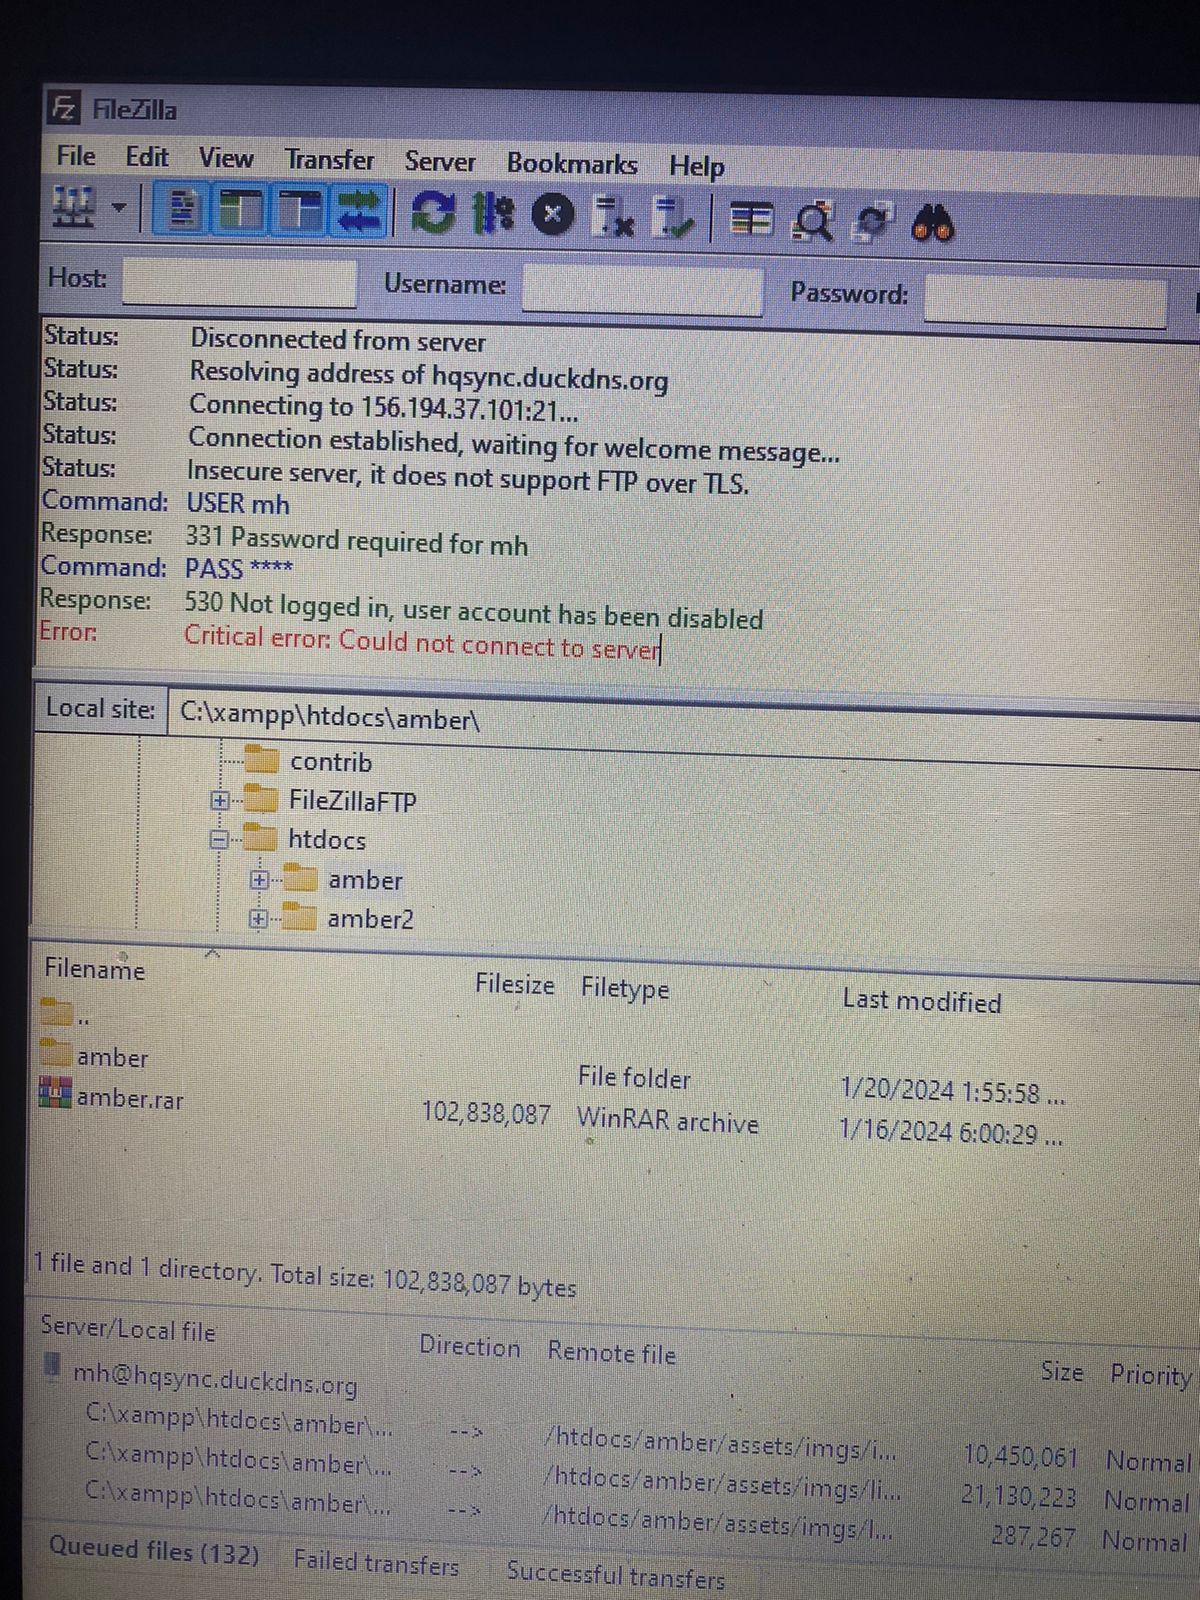 FileZilla
File Edit View Transfer Server Bookmarks Help
Host: Username: Password:
Status: Disconnected from server
Status: Resolving address of hqsync.duckdns.org
Status: Connecting to 156.194.37.101:21...
Status: Connection established, waiting for welcome message...
Status: Insecure server, it does not support FTP over TLS.
Command: USER mh
Response: 331 Password required for mh
Command: PASS ****
Response: 530 Not logged in, user account has been disabled
Error: Critical error: Could not connect to server
Local site: C:\xampp\htdocs\amber\
contrib
FileZillaFTP
htdocs
amber
amber2
Filename Filesize Filetype Last modified
..
amber File folder 1/20/2024 1:55:58 ...
amber.rar 102,838,087 WinRAR archive 1/16/2024 6:00:29 ...
1 file and 1 directory. Total size: 102,838,087 bytes
Server/Local file Direction Remote file Size Priority
mh@hqsync.duckdns.org
C:\xampp\htdocs\amber\... --> /htdocs/amber/assets/imgs/i... 10,450,061 Normal
C:\xampp\htdocs\amber\... --> /htdocs/amber/assets/imgs/li... 21,130,223 Normal
C:\xampp\htdocs\amber\... --> /htdocs/amber/assets/imgs/l... 287,267 Normal
Queued files (132) Failed transfers Successful transfers